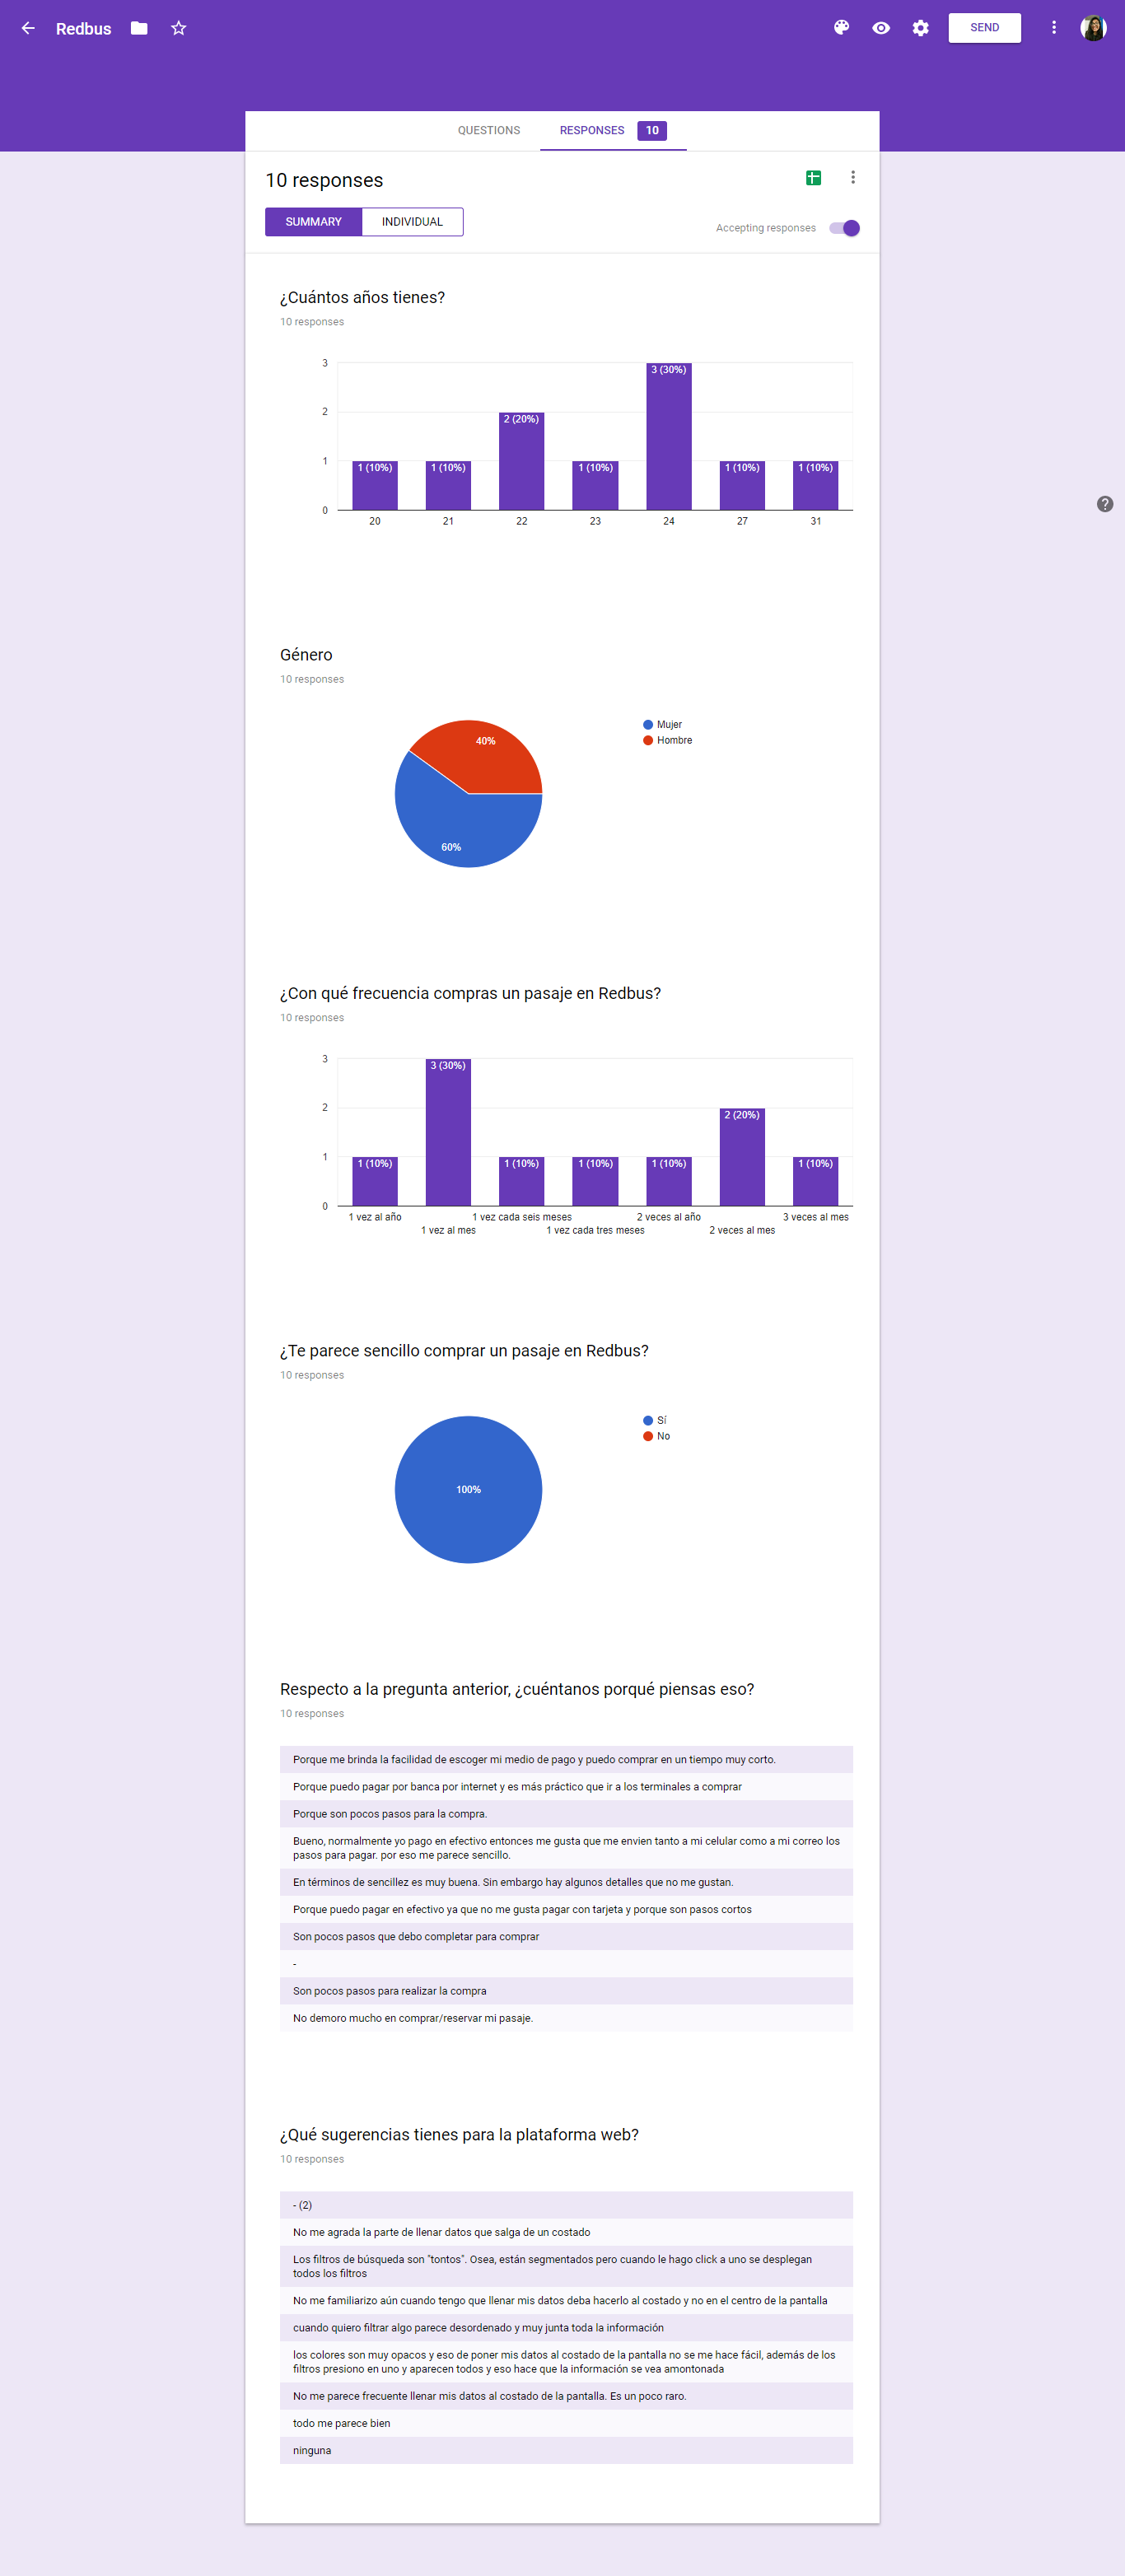 Redbus
SEND
QUESTIONS
RESPONSES 10
10 responses
SUMMARY
INDIVIDUAL
Accepting responses
¿Cuántos años tienes?
10 responses
3
2
1
0
1 (10%)
1 (10%)
2 (20%)
1 (10%)
3 (30%)
1 (10%)
1 (10%)
20
21
22
23
24
27
31
Género
10 responses
40%
60%
Mujer
Hombre
¿Con qué frecuencia compras un pasaje en Redbus?
10 responses
3
2
1
0
1 (10%)
3 (30%)
1 (10%)
1 (10%)
1 (10%)
2 (20%)
1 (10%)
1 vez al año
1 vez al mes
1 vez cada seis meses
1 vez cada tres meses
2 veces al año
2 veces al mes
3 veces al mes
¿Te parece sencillo comprar un pasaje en Redbus?
10 responses
100%
Sí
No
Respecto a la pregunta anterior, ¿cuéntanos porqué piensas eso?
10 responses
Porque me brinda la facilidad de escoger mi medio de pago y puedo comprar en un tiempo muy corto.
Porque puedo pagar por banca por internet y es más práctico que ir a los terminales a comprar
Porque son pocos pasos para la compra.
Bueno, normalmente yo pago en efectivo entonces me gusta que me envien tanto a mi celular como a mi correo los
pasos para pagar. por eso me parece sencillo.
En términos de sencillez es muy buena. Sin embargo hay algunos detalles que no me gustan.
Porque puedo pagar en efectivo ya que no me gusta pagar con tarjeta y porque son pasos cortos
Son pocos pasos que debo completar para comprar
-
Son pocos pasos para realizar la compra
No demoro mucho en comprar/reservar mi pasaje.
¿Qué sugerencias tienes para la plataforma web?
10 responses
- (2)
No me agrada la parte de llenar datos que salga de un costado
Los filtros de búsqueda son "tontos". Osea, están segmentados pero cuando le hago click a uno se desplegan
todos los filtros
No me familiarizo aún cuando tengo que llenar mis datos deba hacerlo al costado y no en el centro de la pantalla
cuando quiero filtrar algo parece desordenado y muy junta toda la información
los colores son muy opacos y eso de poner mis datos al costado de la pantalla no se me hace fácil, además de los
filtros presiono en uno y aparecen todos y eso hace que la información se vea amontonada
No me parece frecuente llenar mis datos al costado de la pantalla. Es un poco raro.
todo me parece bien
ninguna